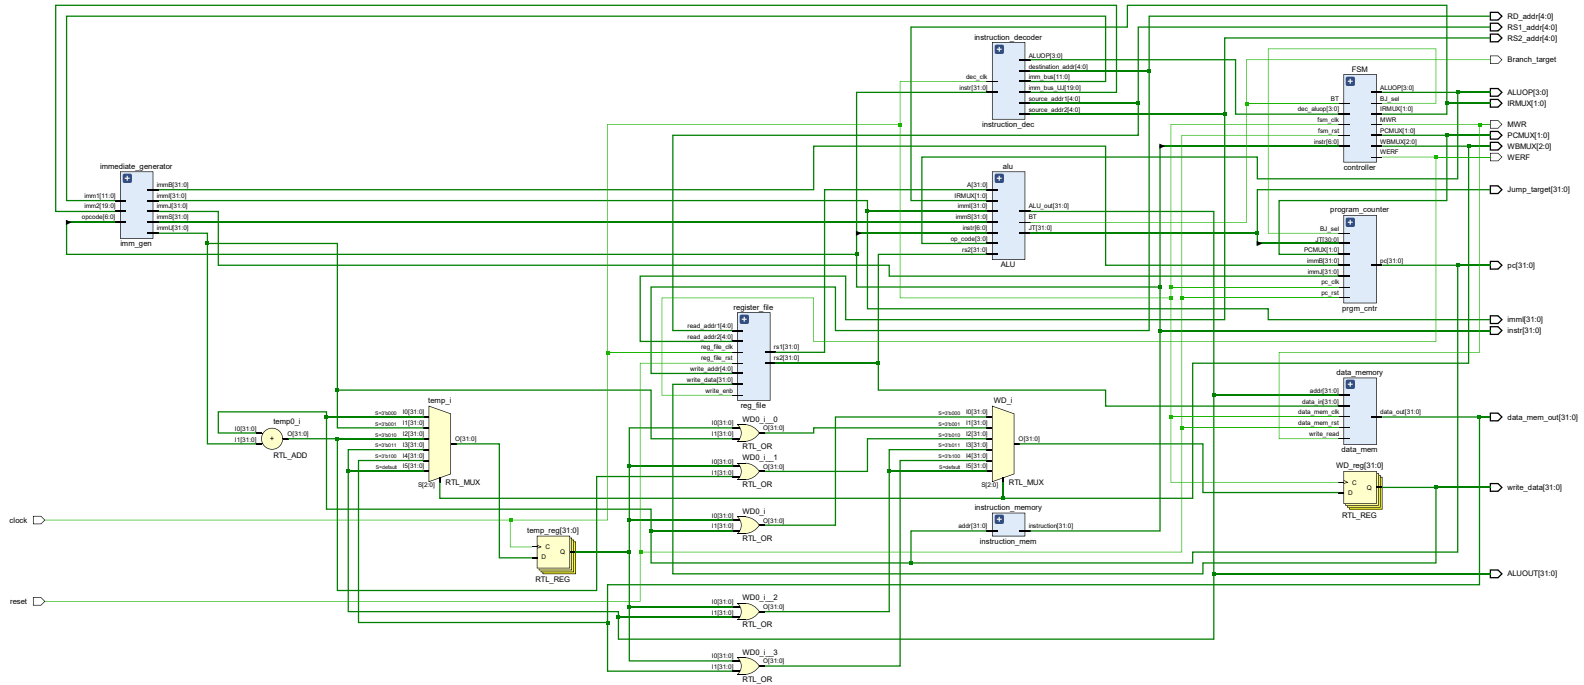 RD_addr[4:0]
RS1_addr[4:0]
RS2_addr[4:0]
Branch_target
ALUOP[3:0]
IRMUX[1:0]
MWR
PCMUX[1:0]
WBMUX[2:0]
WERF
Jump_target[31:0]
pc[31:0]
immI[31:0]
instr[31:0]
data_mem_out[31:0]
write_data[31:0]
ALUOUT[31:0]
instruction_decoder
dec_clk
instr[31:0]
ALUOP[3:0]
destination_addr[4:0]
imm_bus[11:0]
imm_bus_UJ[19:0]
source_addr1[4:0]
source_addr2[4:0]
instruction_dec
FSM
BT
dec_aluop[3:0]
fsm_clk
fsm_rst
instr[6:0]
ALUOP[3:0]
BJ_sel
IRMUX[1:0]
MWR
PCMUX[1:0]
WBMUX[2:0]
WERF
controller
immediate_generator
imm1[11:0]
imm2[19:0]
opcode[6:0]
immB[31:0]
immI[31:0]
immJ[31:0]
immS[31:0]
immU[31:0]
imm_gen
alu
A[31:0]
IRMUX[1:0]
immI[31:0]
immS[31:0]
instr[6:0]
op_code[3:0]
rs2[31:0]
ALU_out[31:0]
BT
JT[31:0]
ALU
program_counter
BJ_sel
JT[30:0]
PCMUX[1:0]
immB[31:0]
immJ[31:0]
pc_clk
pc_rst
pc[31:0]
prgm_cntr
register_file
read_addr1[4:0]
read_addr2[4:0]
reg_file_clk
reg_file_rst
write_addr[4:0]
write_data[31:0]
write_enb
rs1[31:0]
rs2[31:0]
reg_file
data_memory
addr[31:0]
data_in[31:0]
data_mem_clk
data_mem_rst
write_read
data_out[31:0]
data_mem
temp0_i
I0[31:0]
I1[31:0]
+
O[31:0]
RTL_ADD
temp_i
S=3'b000 I0[31:0]
S=3'b001 I1[31:0]
S=3'b010 I2[31:0]
S=3'b011 I3[31:0]
S=3'b100 I4[31:0]
S=default I5[31:0]
S[2:0]
O[31:0]
RTL_MUX
WD0_i__0
I0[31:0]
I1[31:0]
O[31:0]
RTL_OR
WD0_i__1
I0[31:0]
I1[31:0]
O[31:0]
RTL_OR
WD0_i
I0[31:0]
I1[31:0]
O[31:0]
RTL_OR
WD0_i__2
I0[31:0]
I1[31:0]
O[31:0]
RTL_OR
WD0_i__3
I0[31:0]
I1[31:0]
O[31:0]
RTL_OR
WD_i
S=3'b000 I0[31:0]
S=3'b001 I1[31:0]
S=3'b010 I2[31:0]
S=3'b011 I3[31:0]
S=3'b100 I4[31:0]
S=default I5[31:0]
S[2:0]
O[31:0]
RTL_MUX
instruction_memory
addr[31:0]
instruction[31:0]
instruction_mem
WD_reg[31:0]
C
D
Q
RTL_REG
temp_reg[31:0]
C
D
Q
RTL_REG
clock
reset